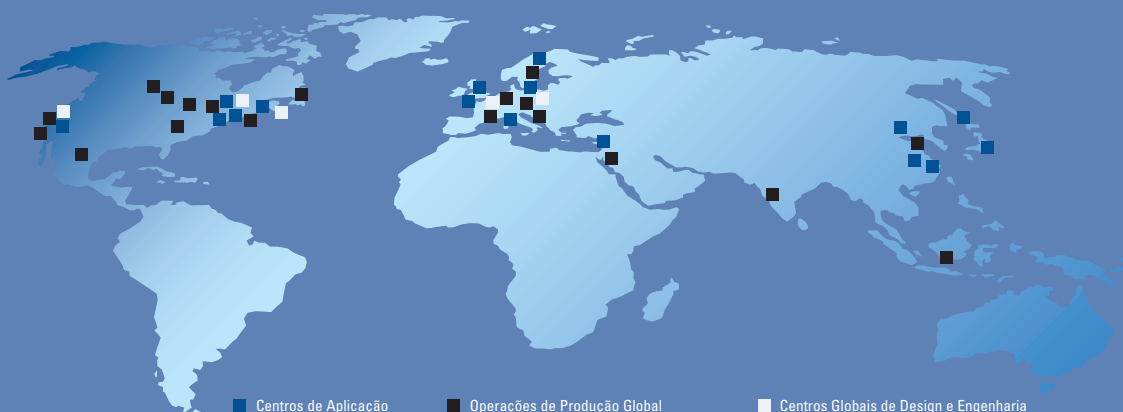 Centros de Aplicação
Operações de Produção Global
Centros Globais de Design e Engenharia